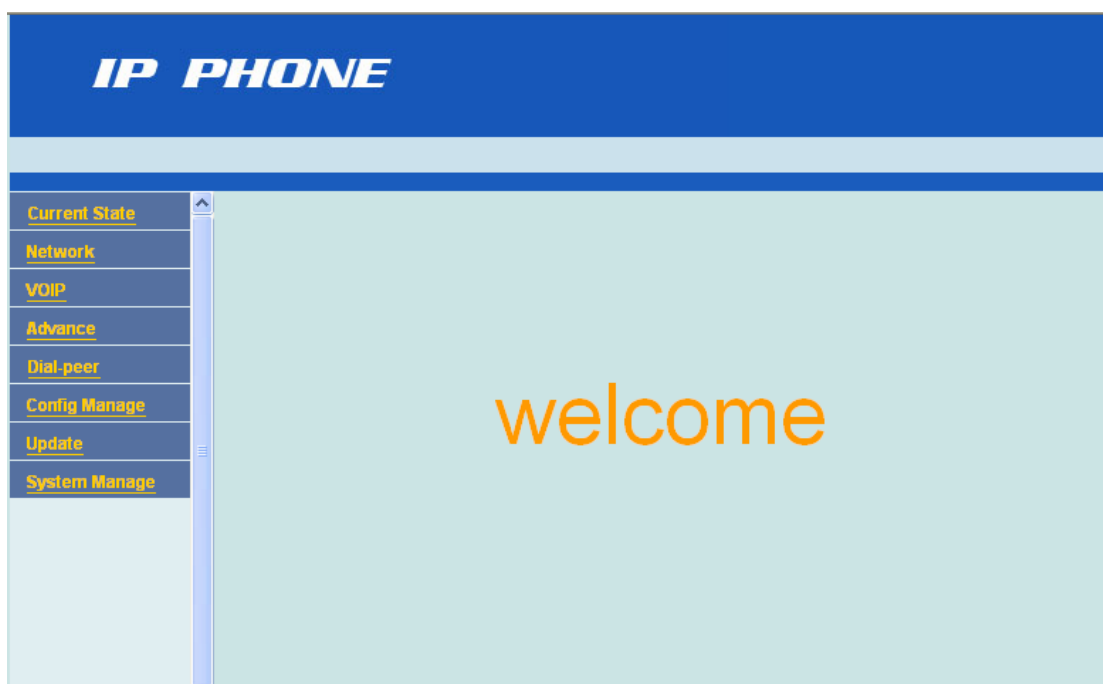 IP PHONE
Current State
Network
VOIP
Advance
Dial-peer
Config Manage
Update
System Manage
welcome